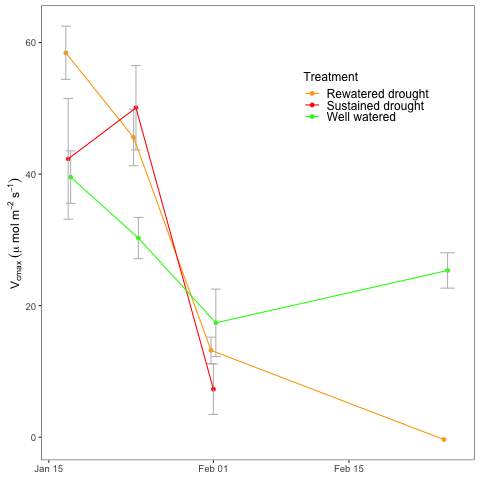 Treatment
Rewatered drought
Sustained drought
Well watered
60
40
20
0
Vcmax (μ mol m−2 s−1)
Jan 15
Feb 01
Feb 15